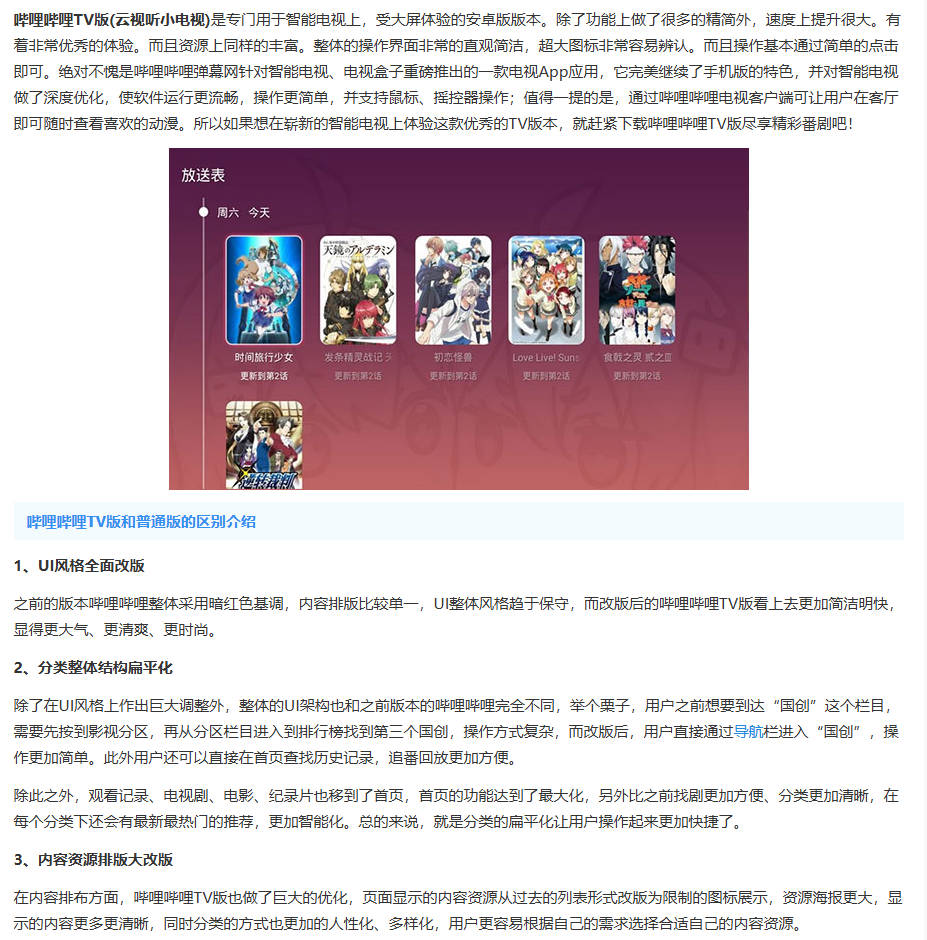 哔哩哔哩TV版(云视听小电视)是专门用于智能电视上，受大屏体验的安卓版版本。除了功能上做了很多的精简外，速度上提升很大。有
着非常优秀的体验。而且资源上同样的丰富。整体的操作界面非常的直观简洁，超大图标非常容易辨认。而且操作基本通过简单的点击
即可。绝对不愧是哔哩哔哩弹幕网针对智能电视、电视盒子重磅推出的一款电视App应用，它完美继续了手机版的特色，并对智能电视
做了深度优化，使软件运行更流畅，操作更简单，并支持鼠标、摇控器操作；值得一提的是，通过哔哩哔哩电视客户端可让用户在客厅
即可随时查看喜欢的动漫。所以如果想在崭新的智能电视上体验这款优秀的TV版本，就赶紧下载哔哩哔哩TV版尽享精彩番剧吧！
放送表
周六 今天
天鏡のアルデラミン
时间旅行少女
发条精灵战记 天
初恋怪兽
Love Live! Suns
食戟之灵 贰之皿
更新到第2话
更新到第2话
更新到第2话
更新到第2话
更新到第2话
逆转裁判
哔哩哔哩TV版和普通版的区别介绍
1、UI风格全面改版
之前的版本哔哩哔哩整体采用暗红色基调，内容排版比较单一，UI整体风格趋于保守，而改版后的哔哩哔哩TV版看上去更加简洁明快，
显得更大气、更清爽、更时尚。
2、分类整体结构扁平化
除了在UI风格上作出巨大调整外，整体的UI架构也和之前版本的哔哩哔哩完全不同，举个栗子，用户之前想要到达“国创”这个栏目，
需要先按到影视分区，再从分区栏目进入到排行榜找到第三个国创，操作方式复杂，而改版后，用户直接通过导航栏进入“国创”，操
作更加简单。此外用户还可以直接在首页查找历史记录，追番回放更加方便。
除此之外，观看记录、电视剧、电影、纪录片也移到了首页，首页的功能达到了最大化，另外比之前找剧更加方便、分类更加清晰，在
每个分类下还会有最新最热门的推荐，更加智能化。总的来说，就是分类的扁平化让用户操作起来更加快捷了。
3、内容资源排版大改版
在内容排布方面，哔哩哔哩TV版也做了巨大的优化，页面显示的内容资源从过去的列表形式改版为限制的图标展示，资源海报更大，显
示的内容更多更清晰，同时分类的方式也更加的人性化、多样化，用户更容易根据自己的需求选择合适自己的内容资源。